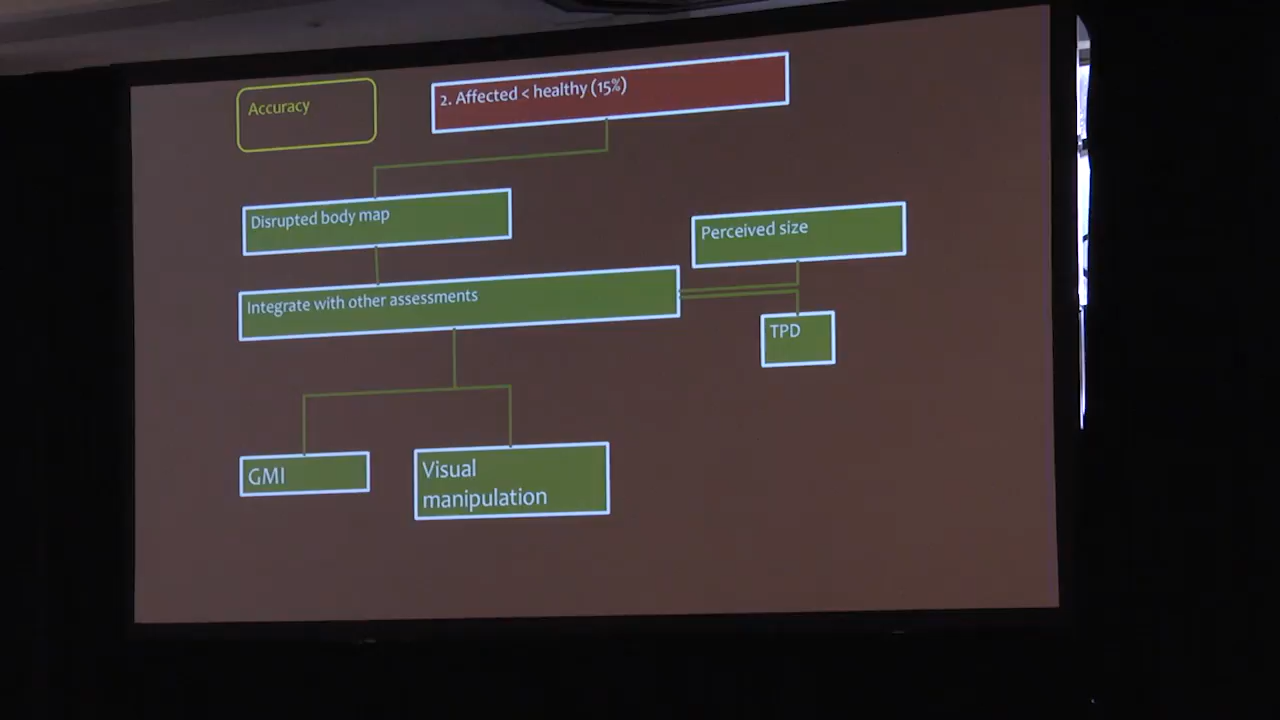 Accuracy
2. Affected < healthy (15%)
Disrupted body map
Perceived size
Integrate with other assessments
TPD
GMI
Visual
manipulation